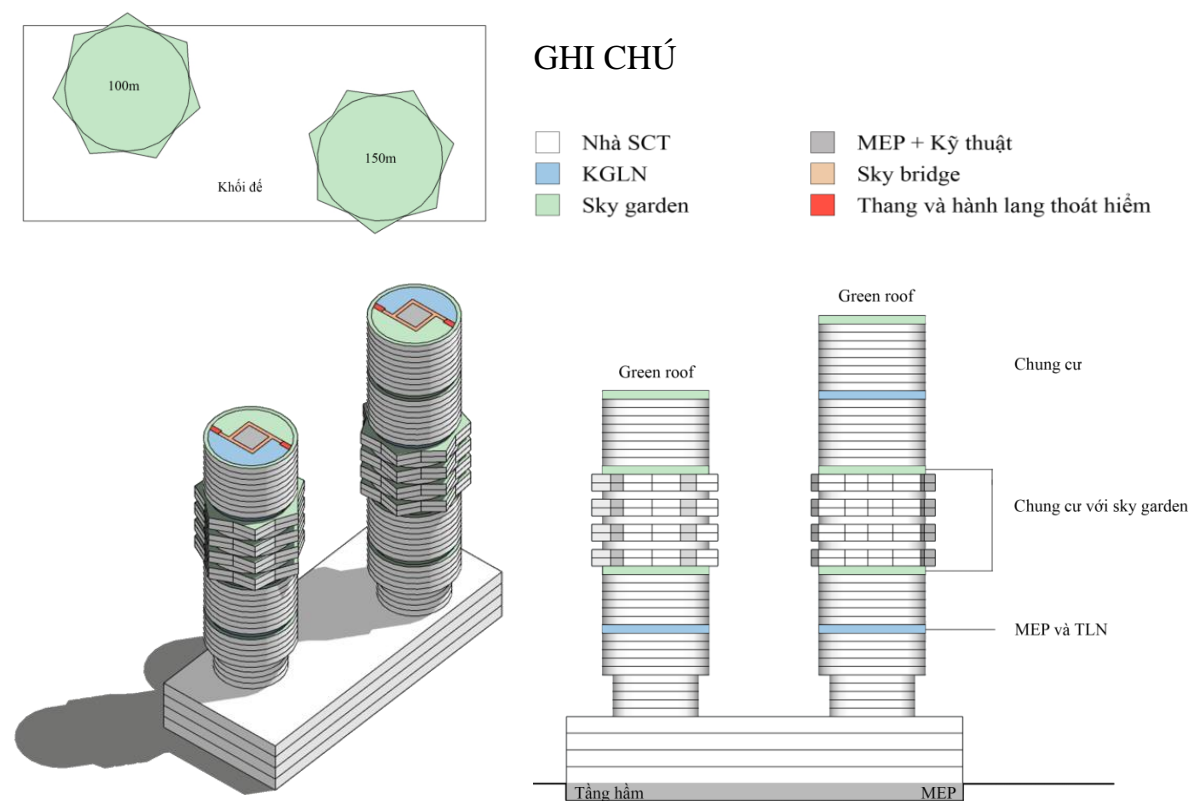 100m
150m
Khối đế
GHI CHÚ
Nhà SCT
KGLN
Sky garden
MEP + Kỹ thuật
Sky bridge
Thang và hành lang thoát hiểm
Green roof
Green roof
Chung cư
Chung cư với sky garden
MEP và TLN
Tầng hầm
MEP